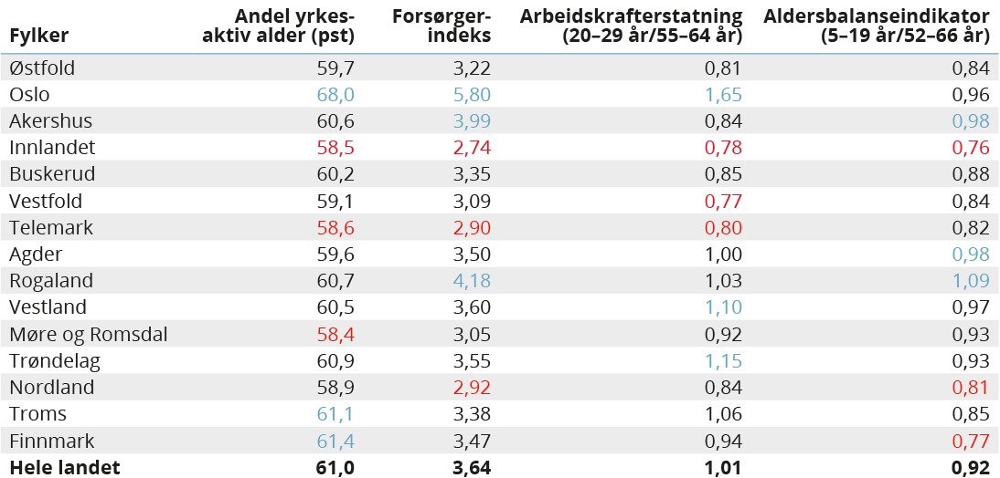 Fylker Andel yrkes-aktiv alder (pst) Forsørger-indeks Arbeidskrafterstatning (20–29 år/55–64 år) Aldersbalanseindikator (5–19 år/52–66 år)
Østfold 59,7 3,22 0,81 0,84
Oslo 68,0 5,80 1,65 0,96
Akershus 60,6 3,99 0,84 0,98
Innlandet 58,5 2,74 0,78 0,76
Buskerud 60,2 3,35 0,85 0,88
Vestfold 59,1 3,09 0,77 0,84
Telemark 58,6 2,90 0,80 0,82
Agder 59,6 3,50 1,00 0,98
Rogaland 60,7 4,18 1,03 1,09
Vestland 60,5 3,60 1,10 0,97
Møre og Romsdal 58,4 3,05 0,92 0,93
Trøndelag 60,9 3,55 1,15 0,93
Nordland 58,9 2,92 0,84 0,81
Troms 61,1 3,38 1,06 0,85
Finnmark 61,4 3,47 0,94 0,77
Hele landet 61,0 3,64 1,01 0,92